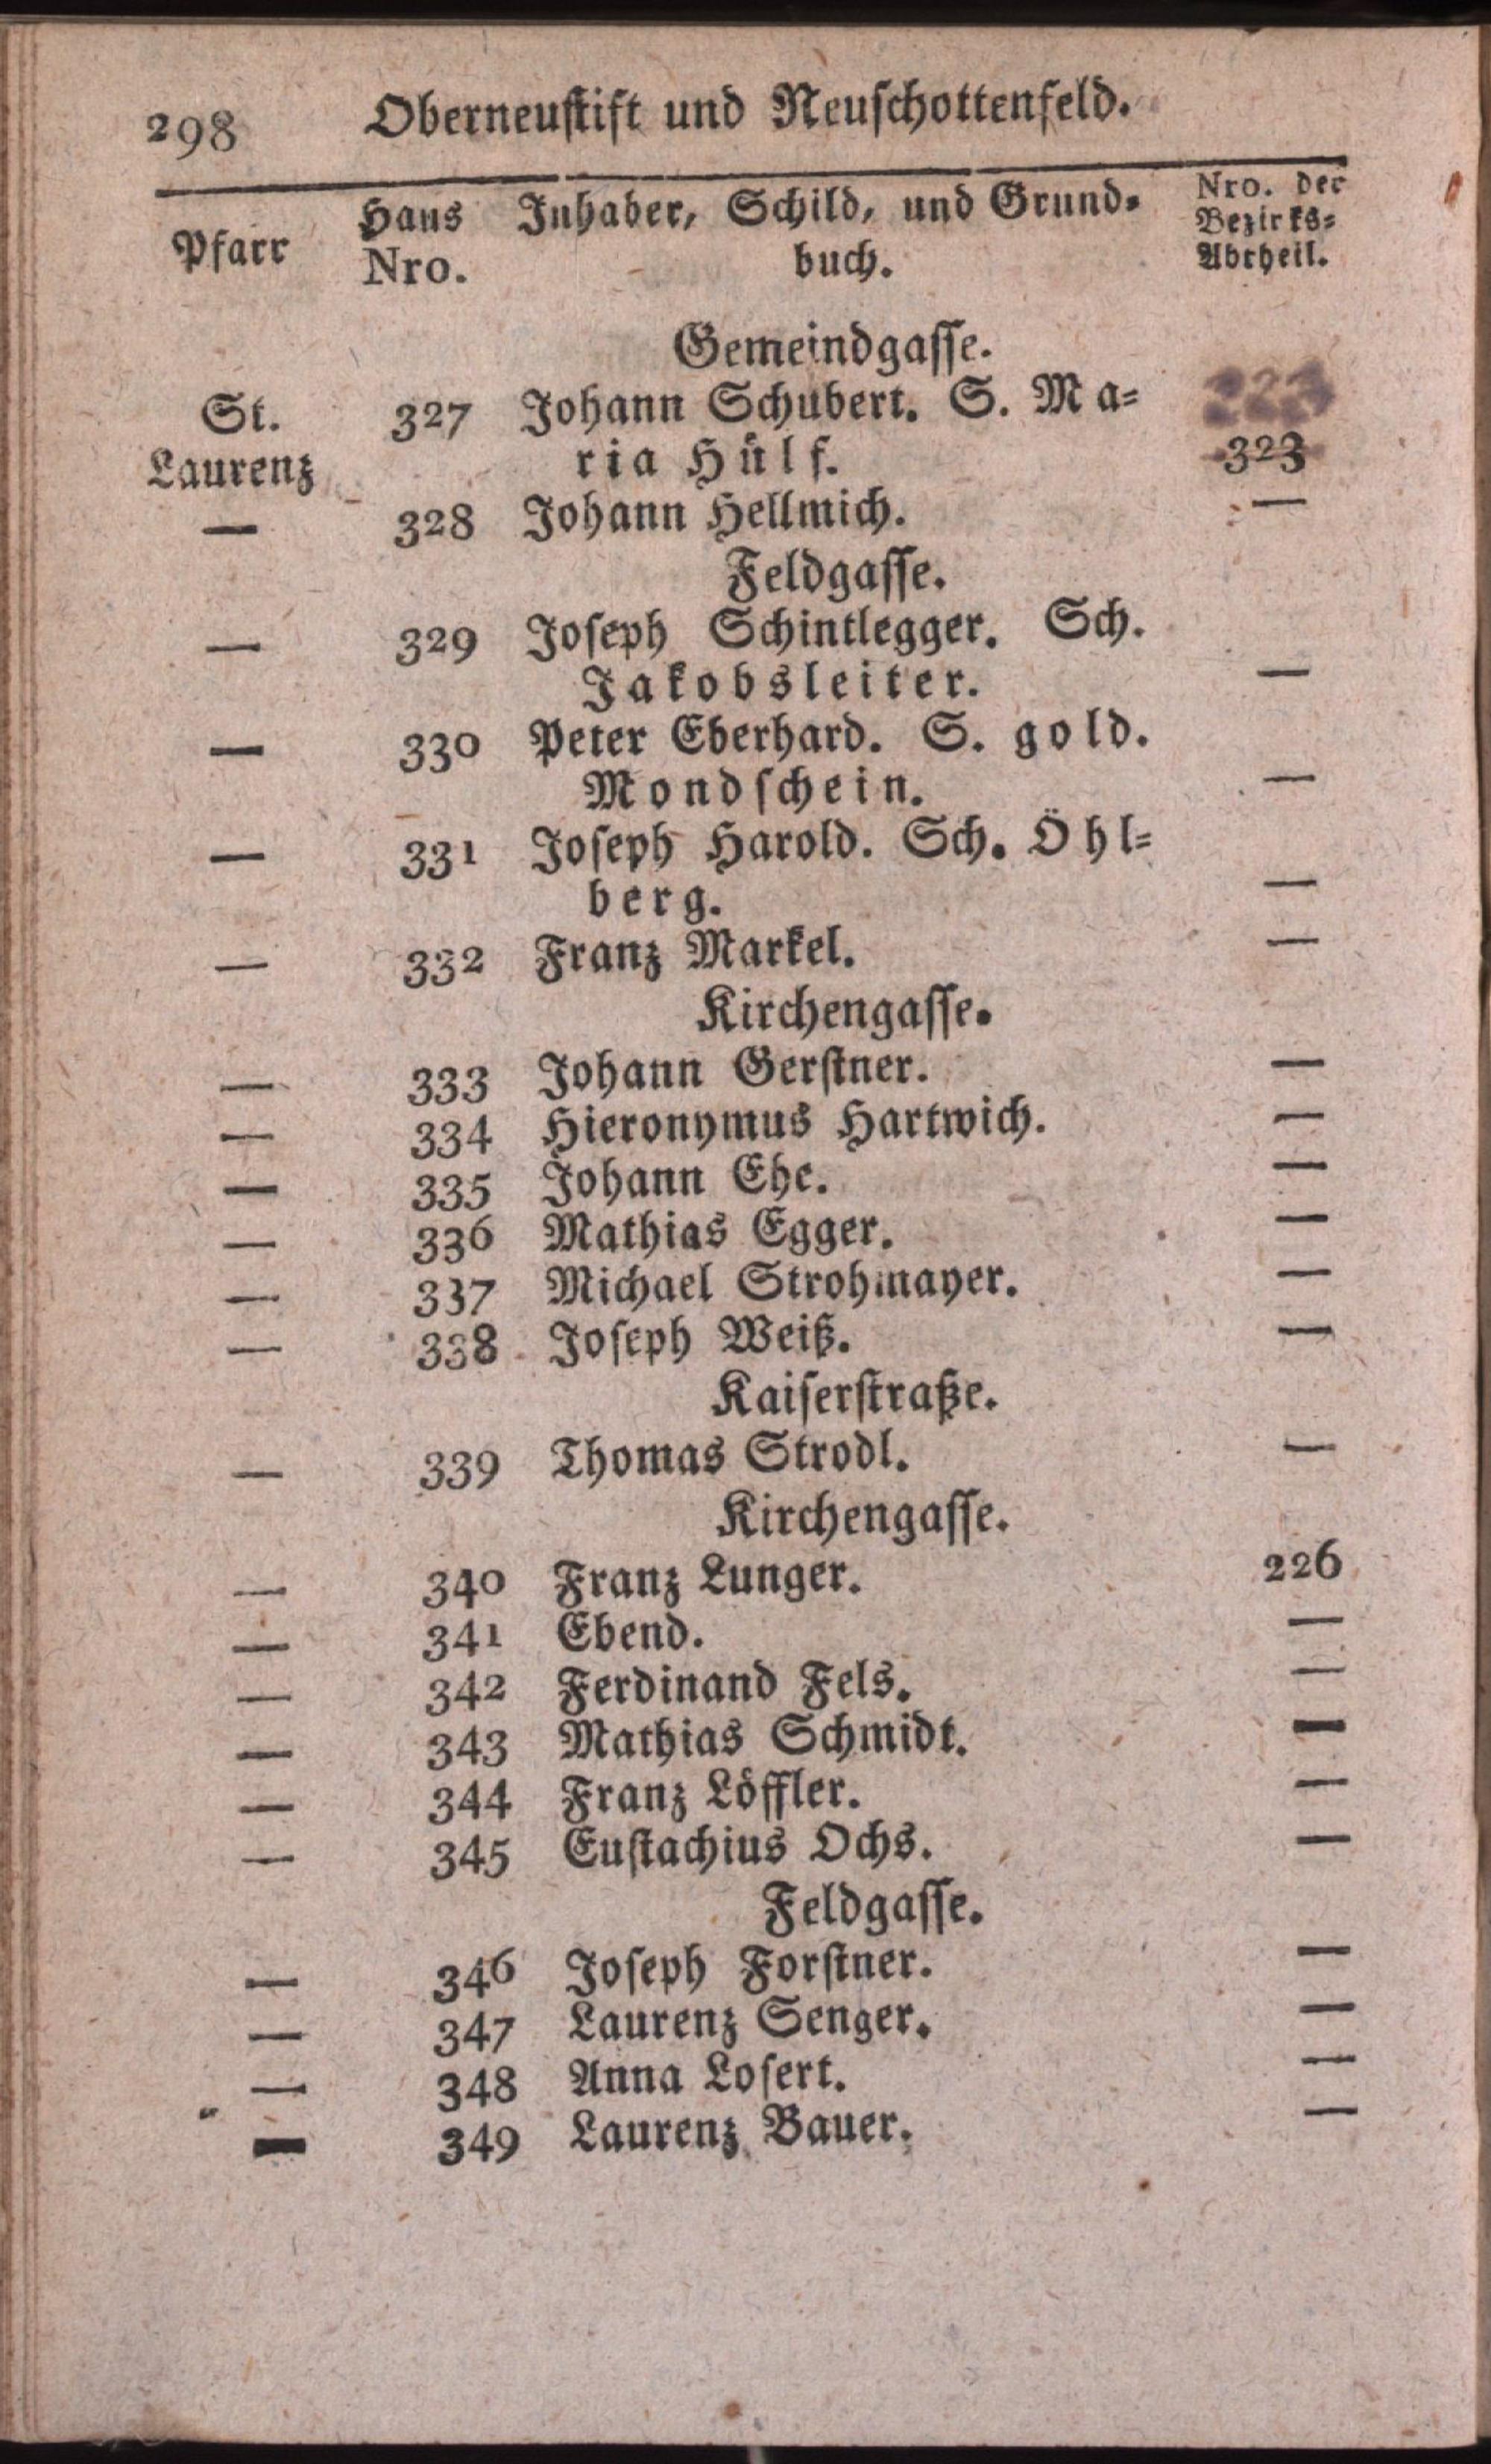 298 Oberneustift und Neuschottenfeld.
Pfarr Haus Nro. Inhaber, Schild, und Grund- Nro. der
buch. Bezirks-
Abtheil.
Gemeindgasse.
St. 327 Johann Schubert. S. Ma- 223
Laurenz ria Hülf. 323
— 328 Johann Hellmich. —
Feldgasse.
— 329 Joseph Schintlegger. Sch.
Jakobsleiter. —
— 330 Peter Eberhard. S. gold.
Mondschein. —
— 331 Joseph Harold. Sch. Öhl-
berg. —
— 332 Franz Markel. —
Kirchengasse.
— 333 Johann Gerstner. —
— 334 Hieronymus Hartwich. —
— 335 Johann Ehe. —
— 336 Mathias Egger. —
— 337 Michael Strohmayer. —
— 338 Joseph Weiß. —
Kaiserstraße.
— 339 Thomas Strodl. —
Kirchengasse.
— 340 Franz Lunger. 226
— 341 Ebend. —
— 342 Ferdinand Fels. —
— 343 Mathias Schmidt. —
— 344 Franz Löffler. —
— 345 Eustachius Ochs. —
Feldgasse.
— 346 Joseph Forstner. —
— 347 Laurenz Senger. —
— 348 Anna Losert. —
— 349 Laurenz Bauer. —